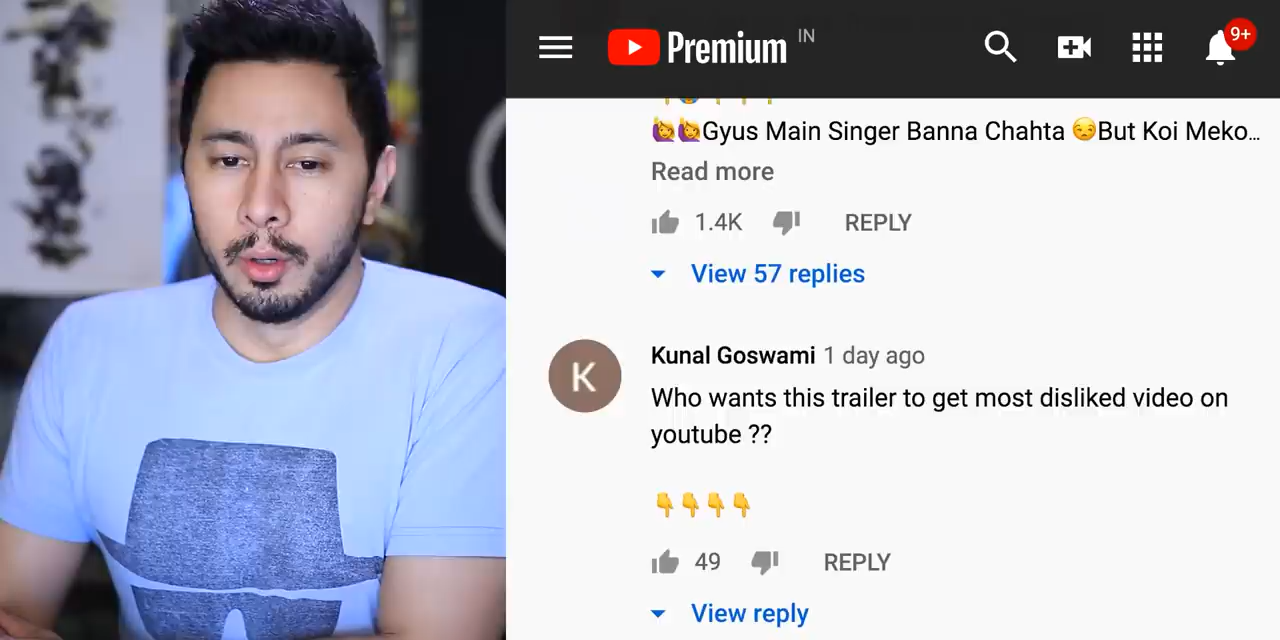 Premium IN
9+
🙋🙋Gyus Main Singer Banna Chahta 😒But Koi Meko...
Read more
1.4K REPLY
View 57 replies
K
Kunal Goswami 1 day ago
Who wants this trailer to get most disliked video on
youtube ??
👇👇👇👇
49 REPLY
View reply